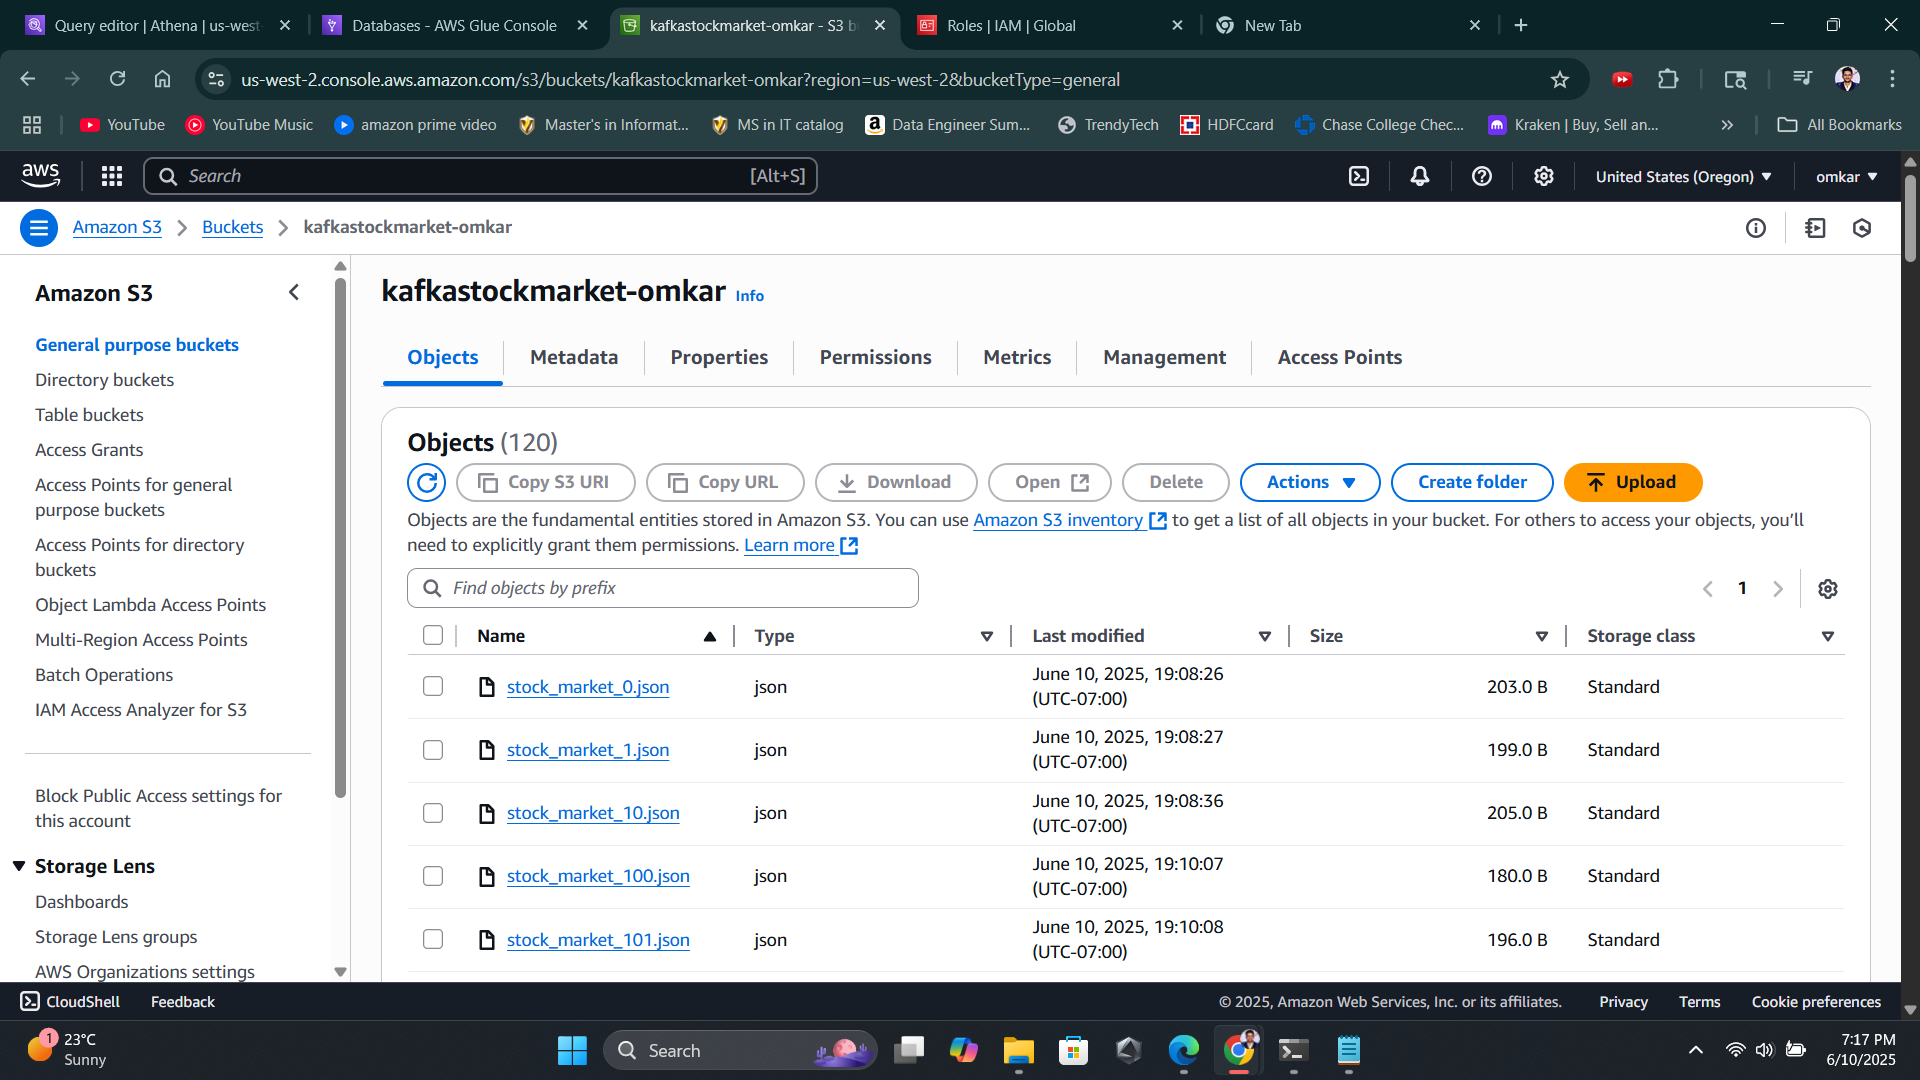 Query editor | Athena | us-west
Databases - AWS Glue Console
kafkastockmarket-omkar - S3 b
Roles | IAM | Global
New Tab
us-west-2.console.aws.amazon.com/s3/buckets/kafkastockmarket-omkar?region=us-west-2&bucketType=general
YouTube
YouTube Music
amazon prime video
Master's in Informat...
MS in IT catalog
Data Engineer Sum...
TrendyTech
HDFCcard
Chase College Chec...
Kraken | Buy, Sell an...
All Bookmarks
aws
Search
[Alt+S]
United States (Oregon)
omkar
Amazon S3
Buckets
kafkastockmarket-omkar
Amazon S3
General purpose buckets
Directory buckets
Table buckets
Access Grants
Access Points for general
purpose buckets
Access Points for directory
buckets
Object Lambda Access Points
Multi-Region Access Points
Batch Operations
IAM Access Analyzer for S3
Block Public Access settings for
this account
Storage Lens
Dashboards
Storage Lens groups
AWS Organizations settings
kafkastockmarket-omkar Info
Objects
Metadata
Properties
Permissions
Metrics
Management
Access Points
Objects (120)
Copy S3 URI
Copy URL
Download
Open
Delete
Actions
Create folder
Upload
Objects are the fundamental entities stored in Amazon S3. You can use Amazon S3 inventory to get a list of all objects in your bucket. For others to access your objects, you'll
need to explicitly grant them permissions. Learn more
Find objects by prefix
1
Name
Type
Last modified
Size
Storage class
stock_market_0.json
json
June 10, 2025, 19:08:26
(UTC-07:00)
203.0 B
Standard
stock_market_1.json
json
June 10, 2025, 19:08:27
(UTC-07:00)
199.0 B
Standard
stock_market_10.json
json
June 10, 2025, 19:08:36
(UTC-07:00)
205.0 B
Standard
stock_market_100.json
json
June 10, 2025, 19:10:07
(UTC-07:00)
180.0 B
Standard
stock_market_101.json
json
June 10, 2025, 19:10:08
(UTC-07:00)
196.0 B
Standard
CloudShell
Feedback
© 2025, Amazon Web Services, Inc. or its affiliates.
Privacy
Terms
Cookie preferences
1
23°C
Sunny
Search
7:17 PM
6/10/2025